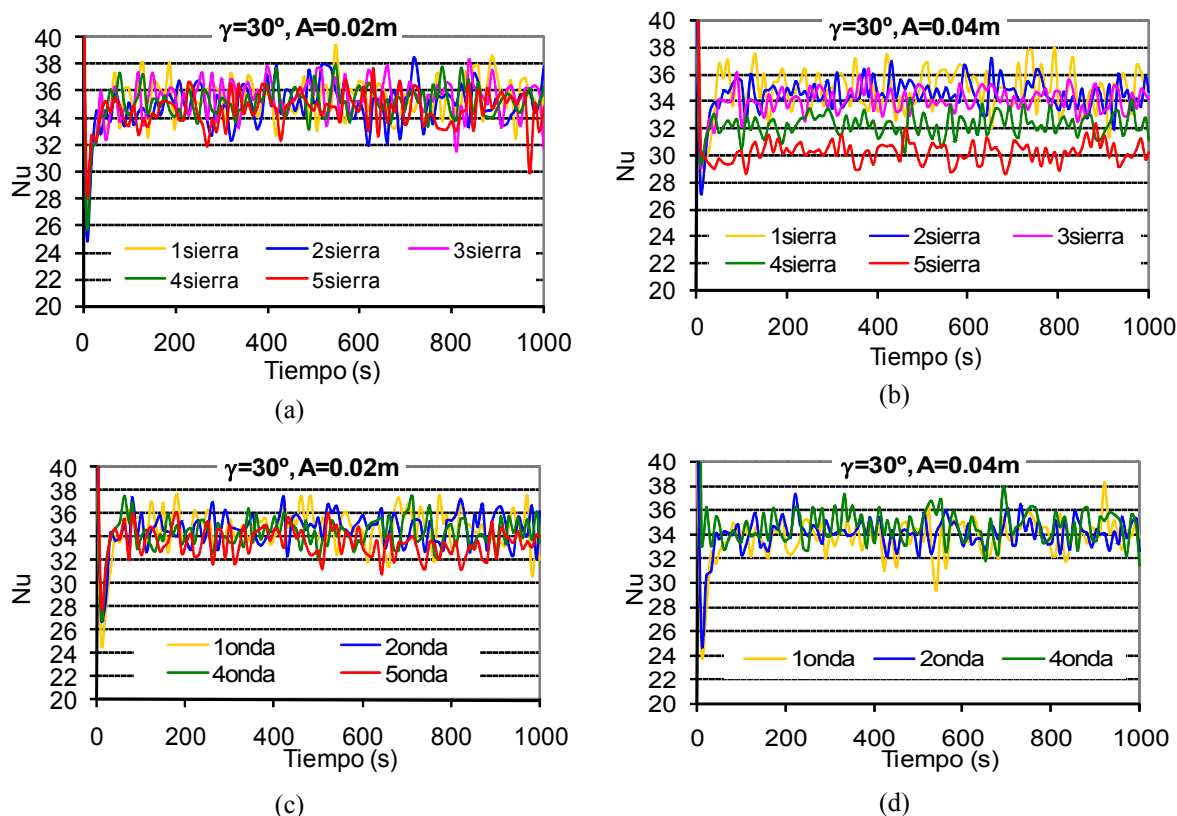 γ=30º, A=0.02m
40
38
36
34
32
30
28
26
24
22
20
Nu
1sierra 2sierra 3sierra
4sierra 5sierra
0 200 400 600 800 1000
Tiempo (s)
(a)
γ=30º, A=0.04m
40
38
36
34
32
30
28
26
24
22
20
Nu
1sierra 2sierra 3sierra
4sierra 5sierra
0 200 400 600 800 1000
Tiempo (s)
(b)
γ=30º, A=0.02m
40
38
36
34
32
30
28
26
24
22
20
Nu
1onda 2onda
4onda 5onda
0 200 400 600 800 1000
Tiempo (s)
(c)
γ=30º, A=0.04m
40
38
36
34
32
30
28
26
24
22
20
Nu
1onda 2onda 4onda
0 200 400 600 800 1000
Tiempo (s)
(d)